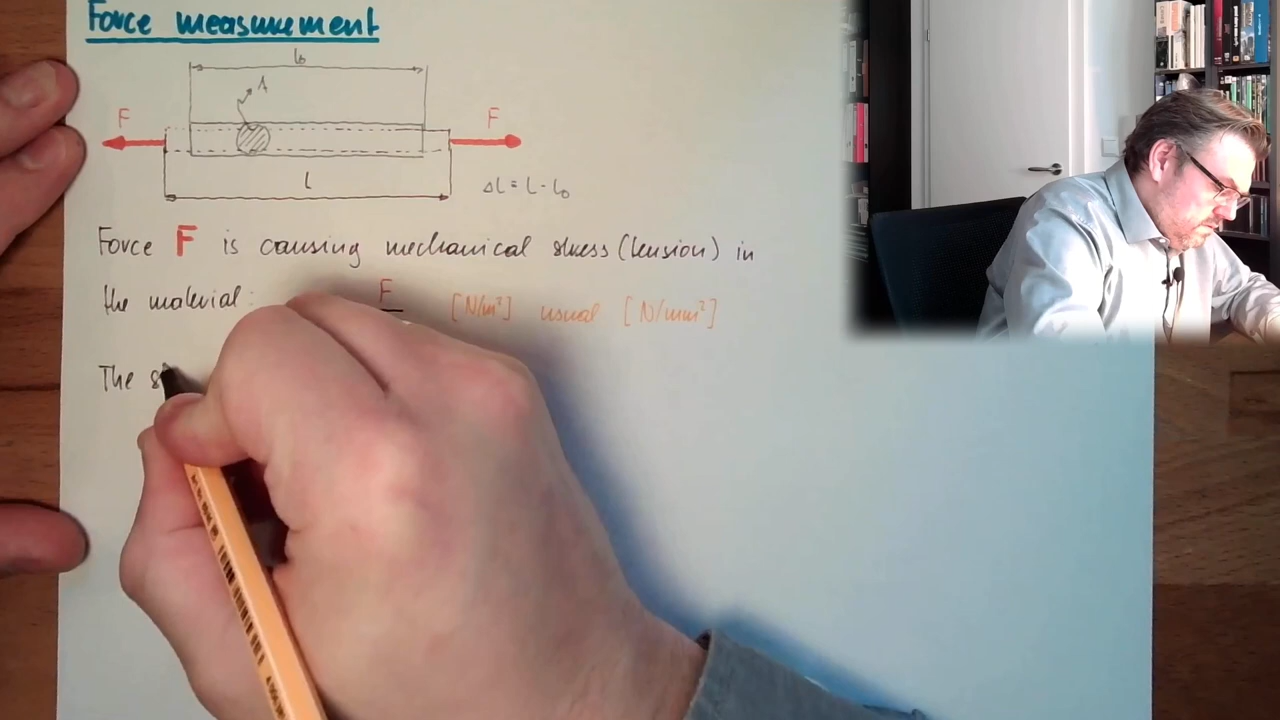 Force measurement
l₀
A
F
F
L
ΔL = L - L₀
Force F is causing mechanical stress (tension) in
the material: F [N/m²] usual [N/mm²]
The s